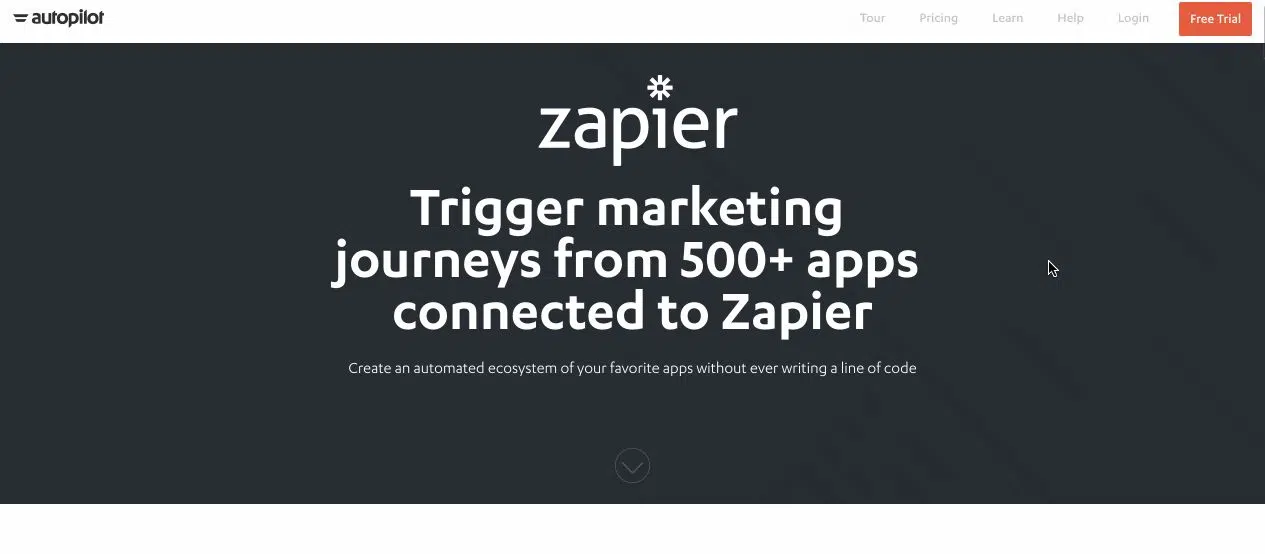 autopilot
Tour Pricing Learn Help Login Free Trial
zapier
Trigger marketing
journeys from 500+ apps
connected to Zapier
Create an automated ecosystem of your favorite apps without ever writing a line of code